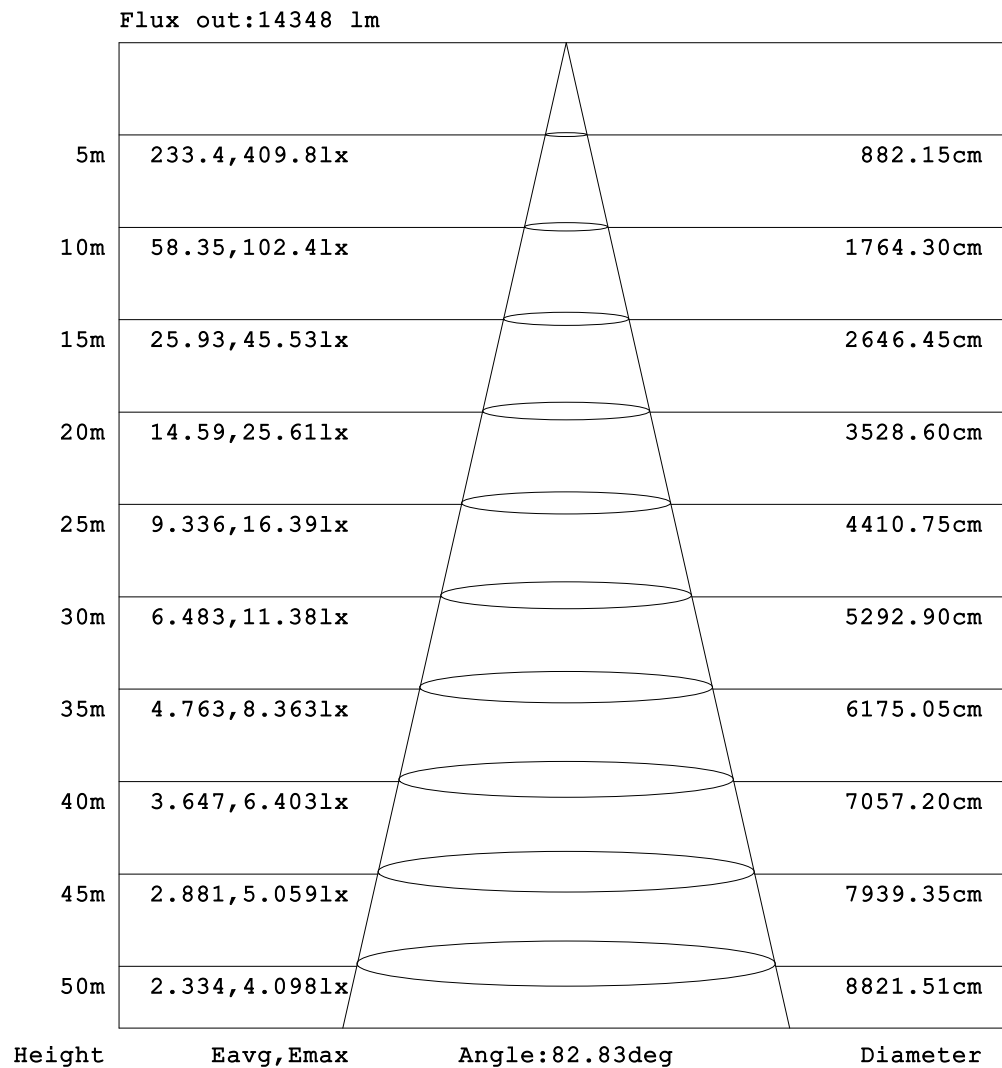 Flux out:14348 lm
5m 233.4,409.8lx 882.15cm
10m 58.35,102.4lx 1764.30cm
15m 25.93,45.53lx 2646.45cm
20m 14.59,25.61lx 3528.60cm
25m 9.336,16.39lx 4410.75cm
30m 6.483,11.38lx 5292.90cm
35m 4.763,8.363lx 6175.05cm
40m 3.647,6.403lx 7057.20cm
45m 2.881,5.059lx 7939.35cm
50m 2.334,4.098lx 8821.51cm
Height Eavg,Emax Angle:82.83deg Diameter